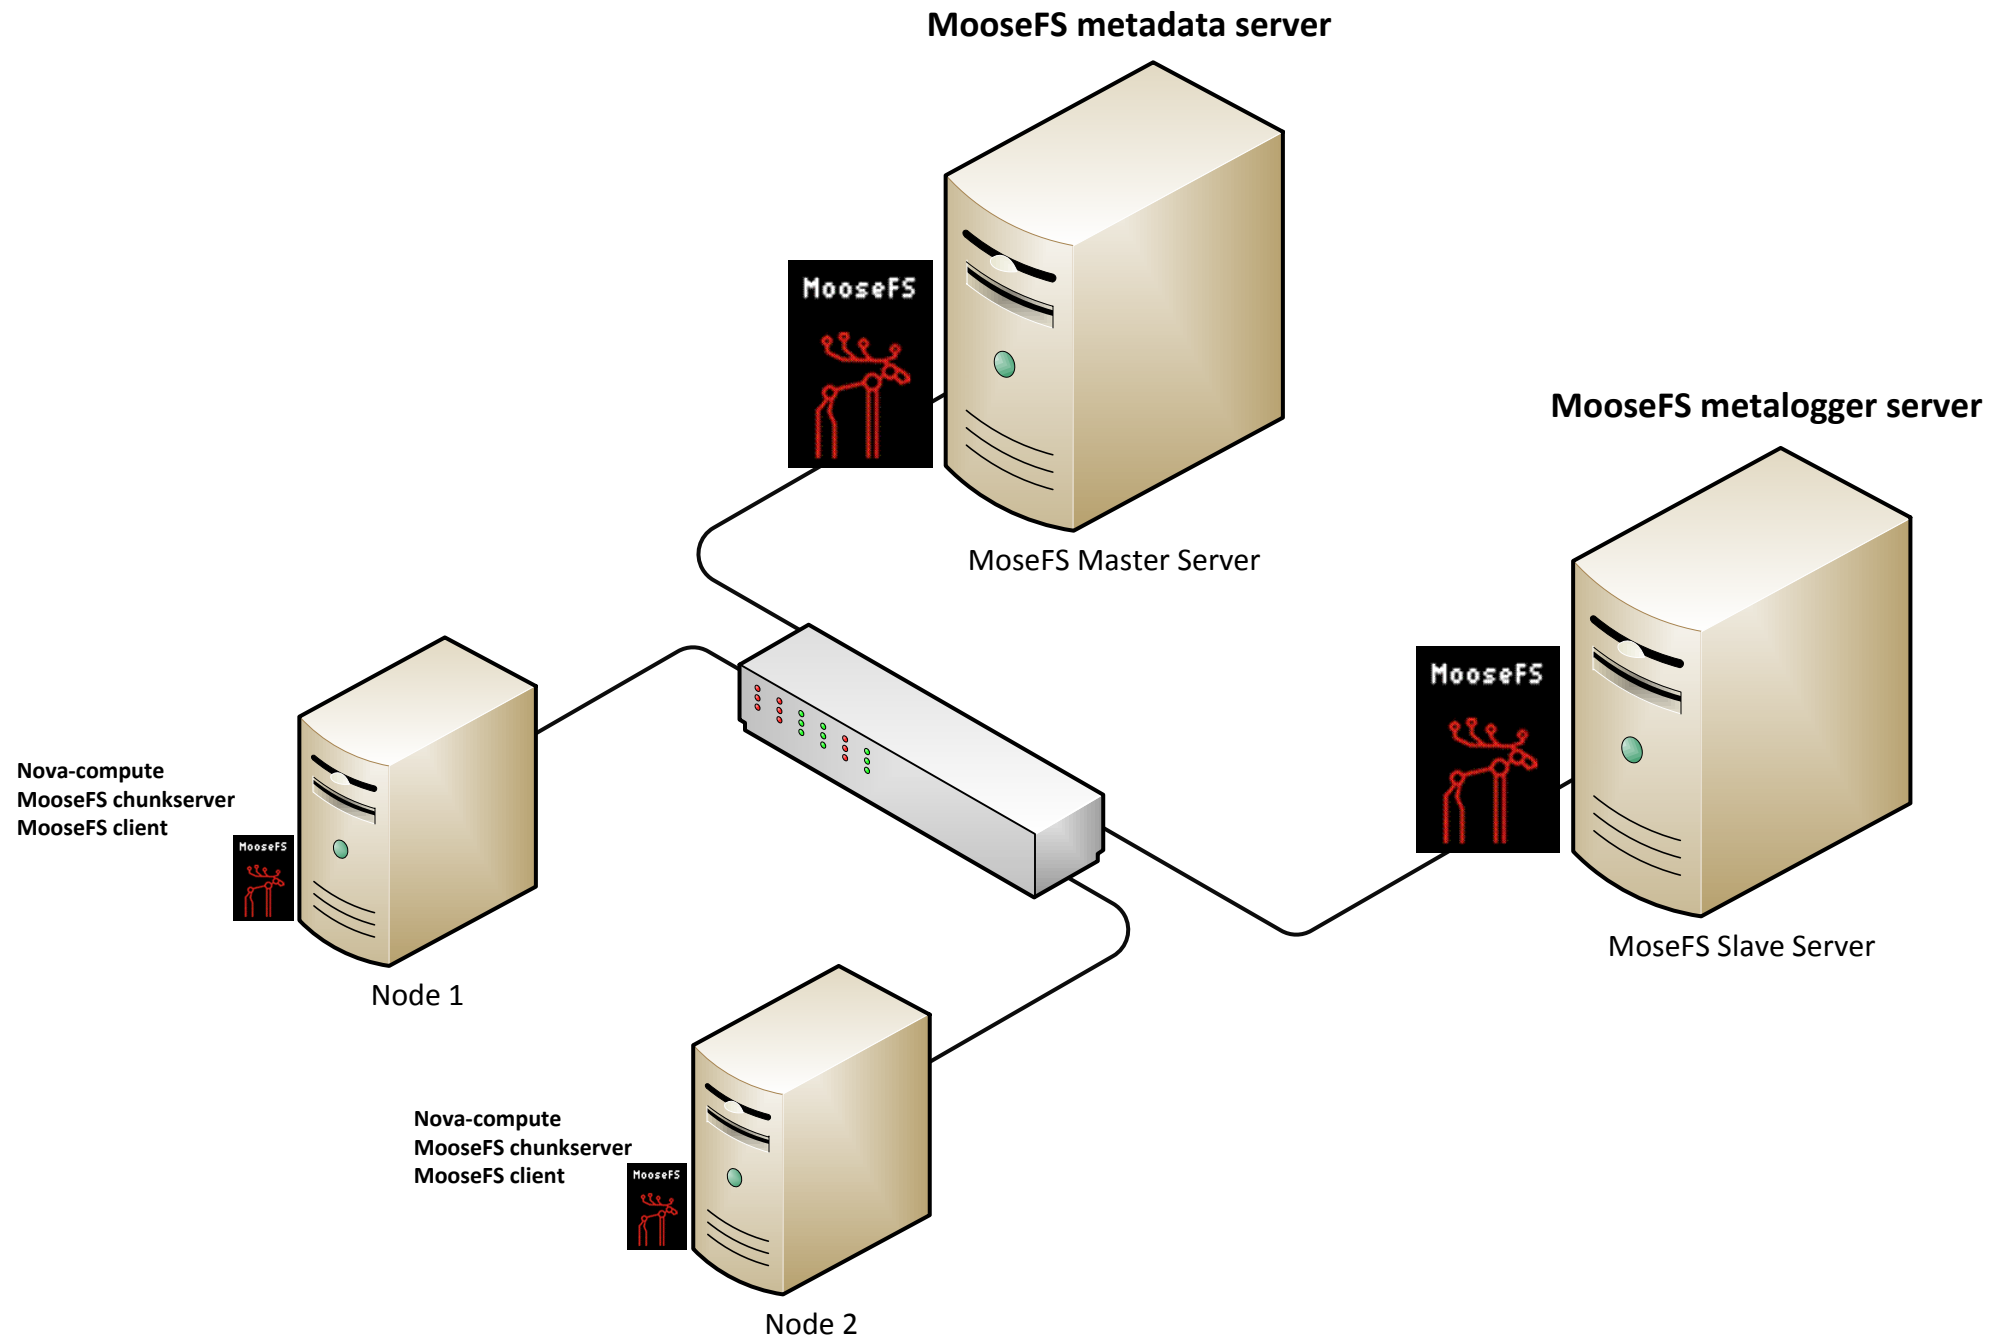 MooseFS metadata server
MooseFS
MoseFS Master Server
MooseFS metalogger server
MooseFS
MoseFS Slave Server
Nova-compute
MooseFS chunkserver
MooseFS client
MooseFS
Node 1
Nova-compute
MooseFS chunkserver
MooseFS client
MooseFS
Node 2